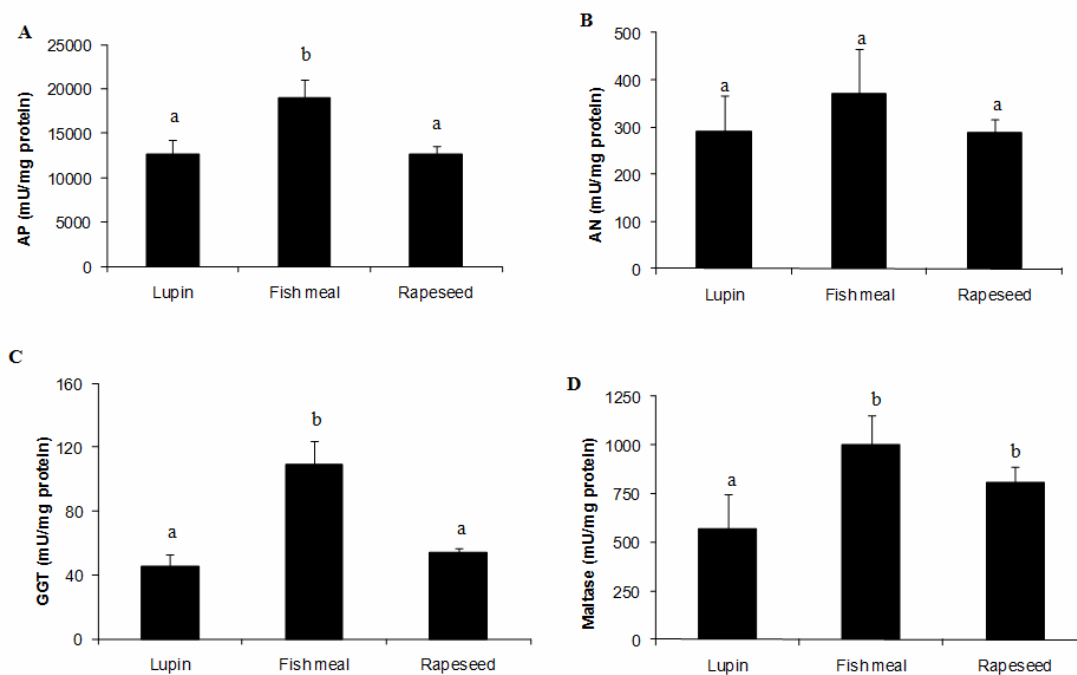 A
AP (mU/mg protein)
25000
20000
15000
10000
5000
0
a
b
a
Lupin
Fish meal
Rapeseed
B
AN (mU/mg protein)
500
400
300
200
100
0
a
a
a
Lupin
Fish meal
Rapeseed
C
GGT (mU/mg protein)
160
120
80
40
0
a
b
a
Lupin
Fish meal
Rapeseed
D
Maltase (mU/mg protein)
1250
1000
750
500
250
0
a
b
b
Lupin
Fish meal
Rapeseed